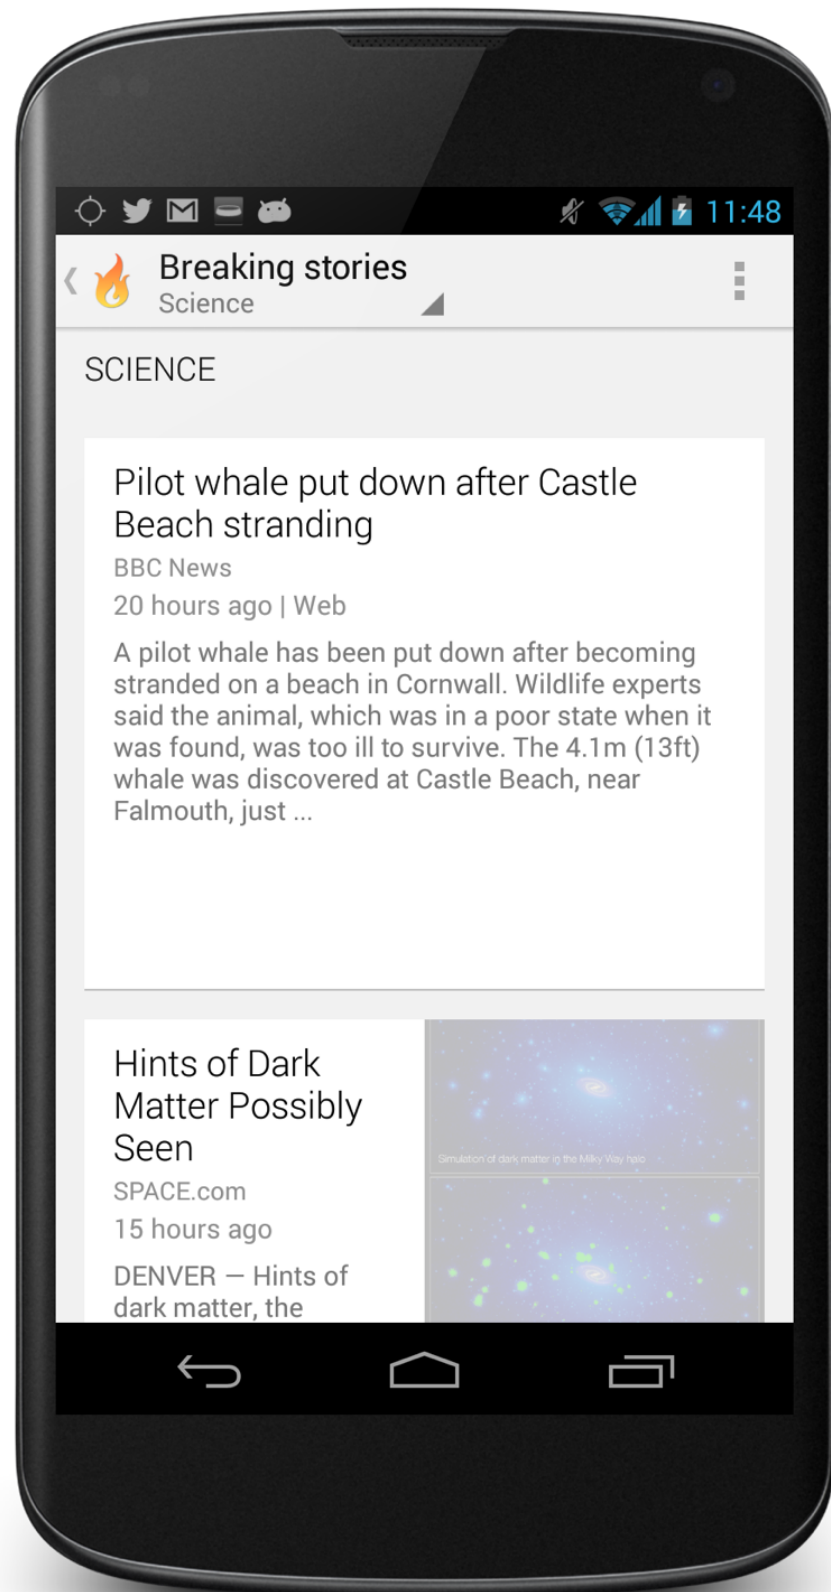 11:48
Breaking stories
Science
SCIENCE
Pilot whale put down after Castle
Beach stranding
BBC News
20 hours ago | Web
A pilot whale has been put down after becoming
stranded on a beach in Cornwall. Wildlife experts
said the animal, which was in a poor state when it
was found, was too ill to survive. The 4.1m (13ft)
whale was discovered at Castle Beach, near
Falmouth, just ...
Hints of Dark
Matter Possibly
Seen
SPACE.com
15 hours ago
DENVER — Hints of
dark matter, the
Simulation of dark matter in the Milky Way halo